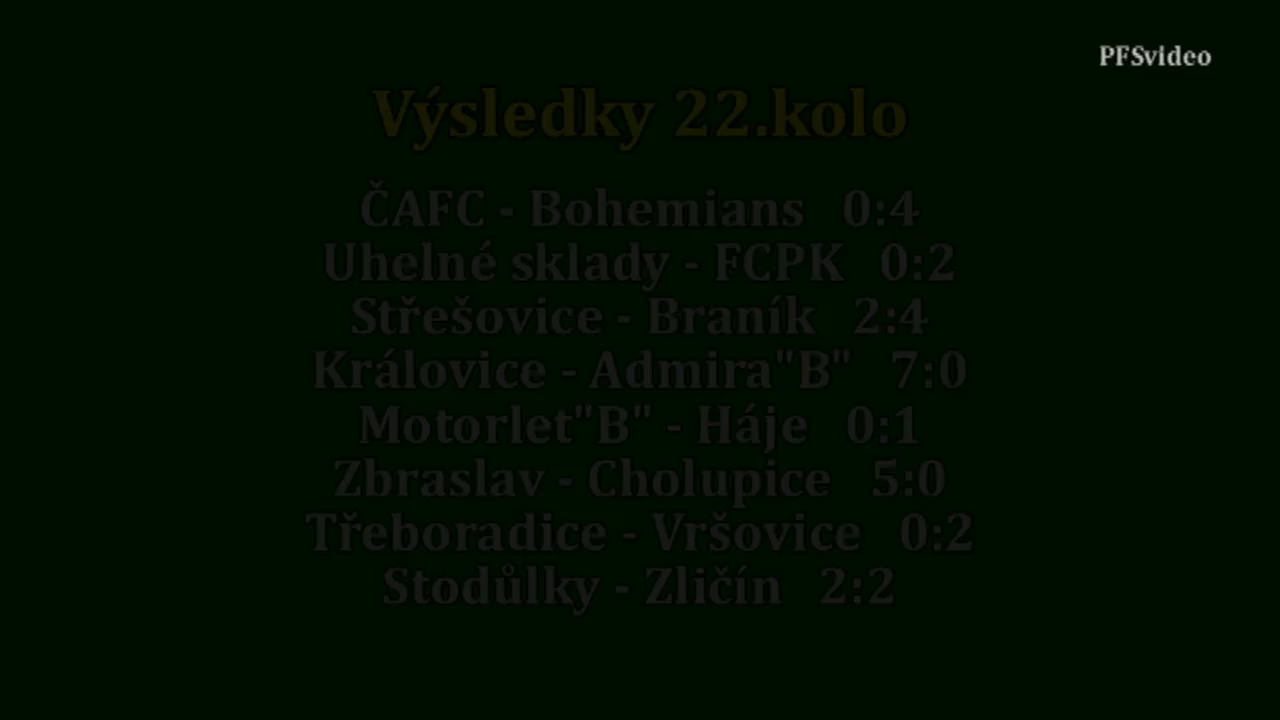 PFSvideo
Výsledky 22.kolo
ČAFC - Bohemians 0:4
Uhelné sklady - FCPK 0:2
Střešovice - Braník 2:4
Královice - Admira"B" 7:0
Motorlet"B" - Háje 0:1
Zbraslav - Cholupice 5:0
Třeboradice - Vršovice 0:2
Stodůlky - Zličín 2:2